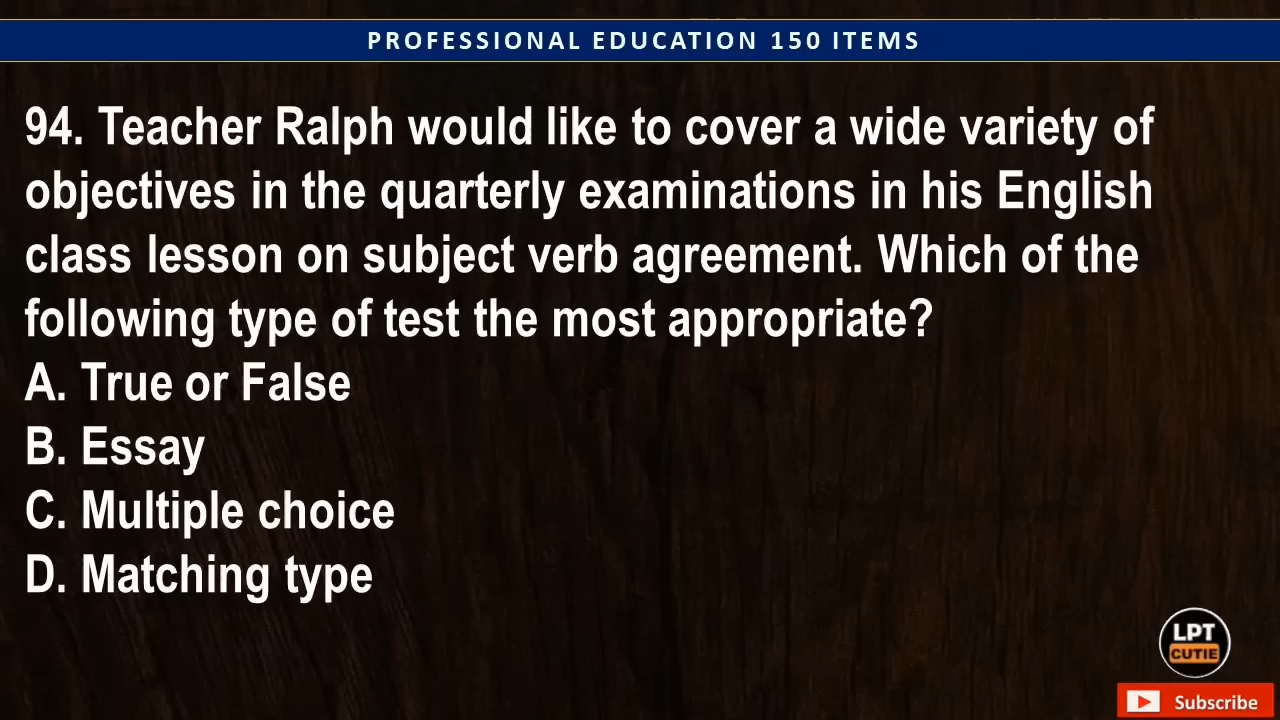 PROFESSIONAL EDUCATION 150 ITEMS
94. Teacher Ralph would like to cover a wide variety of
objectives in the quarterly examinations in his English
class lesson on subject verb agreement. Which of the
following type of test the most appropriate?
A. True or False
B. Essay
C. Multiple choice
D. Matching type
LPT
CUTIE
Subscribe